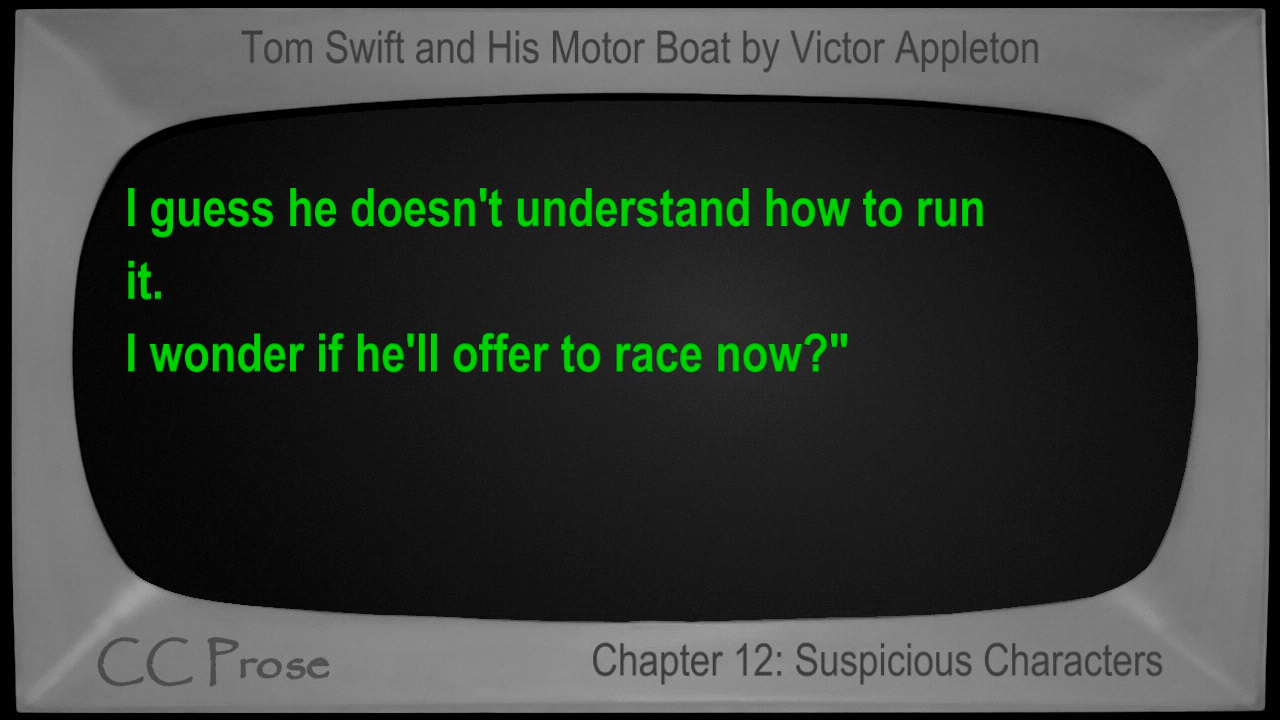 Tom Swift and His Motor Boat by Victor Appleton
I guess he doesn't understand how to run
it.
I wonder if he'll offer to race now?"
CC Prose
Chapter 12: Suspicious Characters